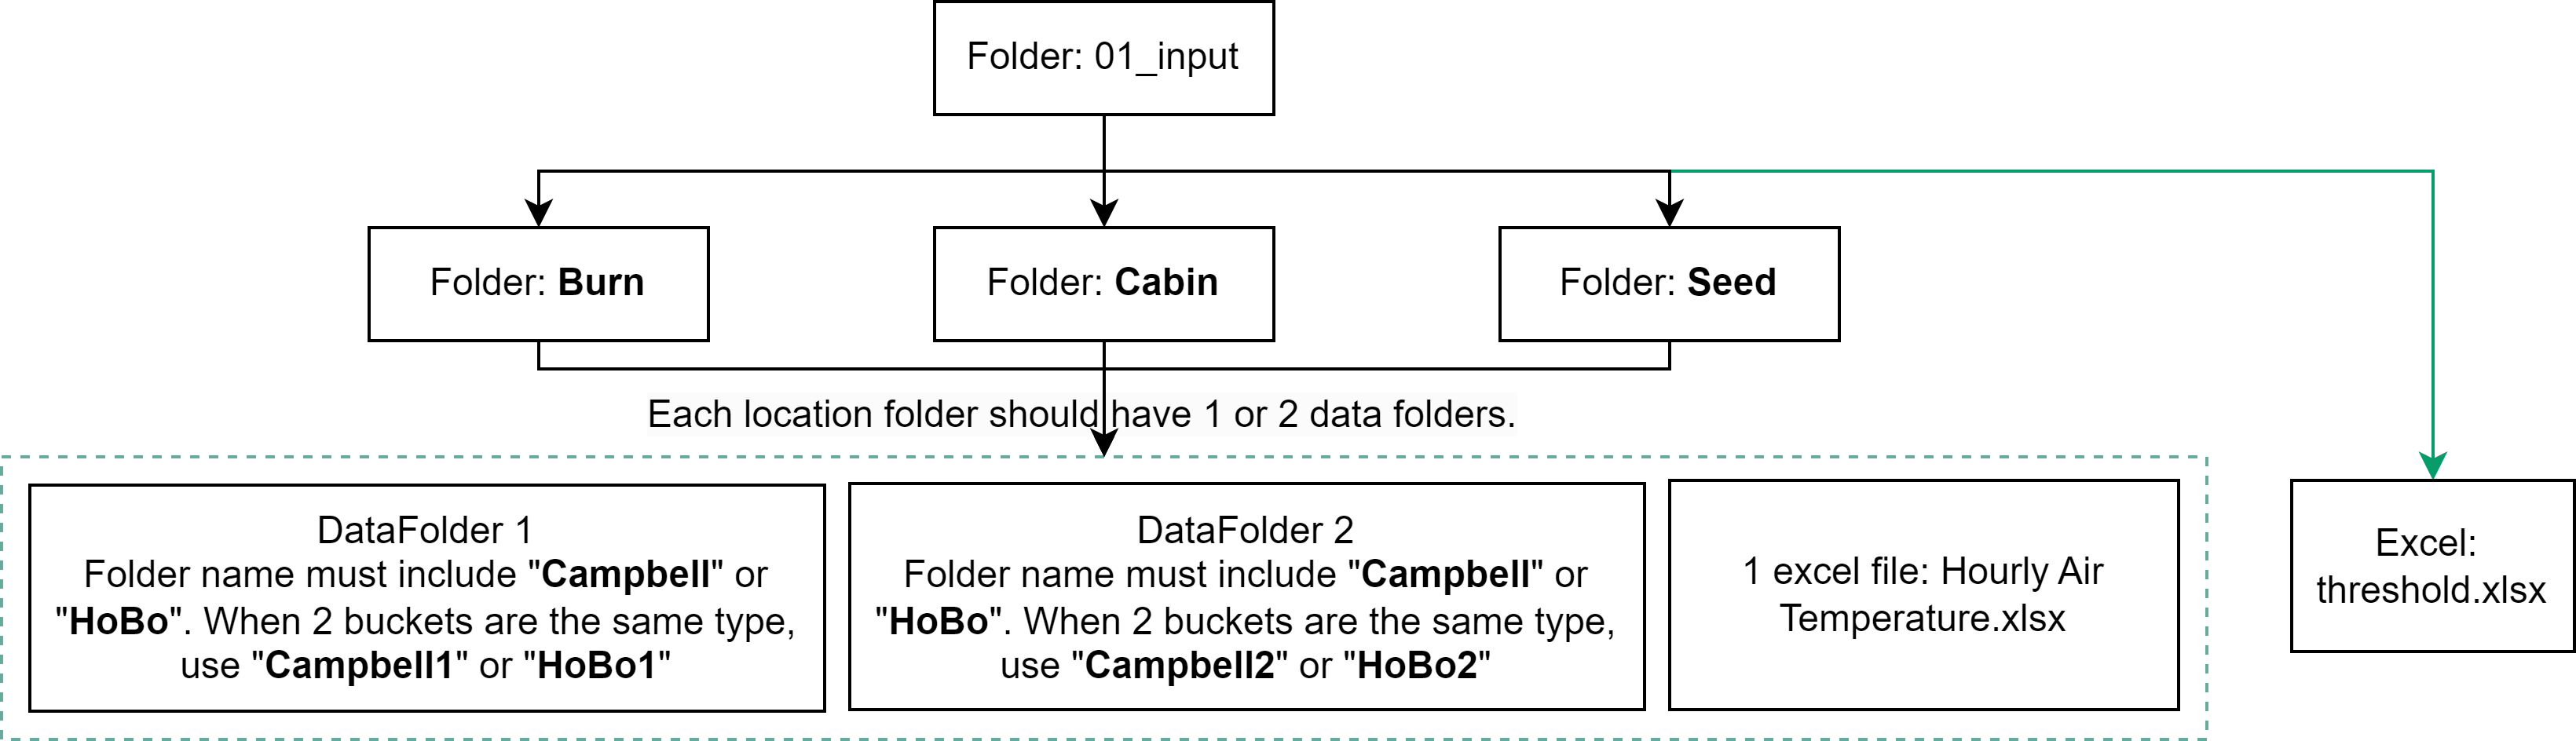 Folder: 01_input
Folder: Burn
Folder: Cabin
Folder: Seed
Each location folder should have 1 or 2 data folders.
DataFolder 1
Folder name must include "Campbell" or
"HoBo". When 2 buckets are the same type,
use "Campbell1" or "HoBo1"
DataFolder 2
Folder name must include "Campbell" or
"HoBo". When 2 buckets are the same type,
use "Campbell2" or "HoBo2"
1 excel file: Hourly Air
Temperature.xlsx
Excel:
threshold.xlsx